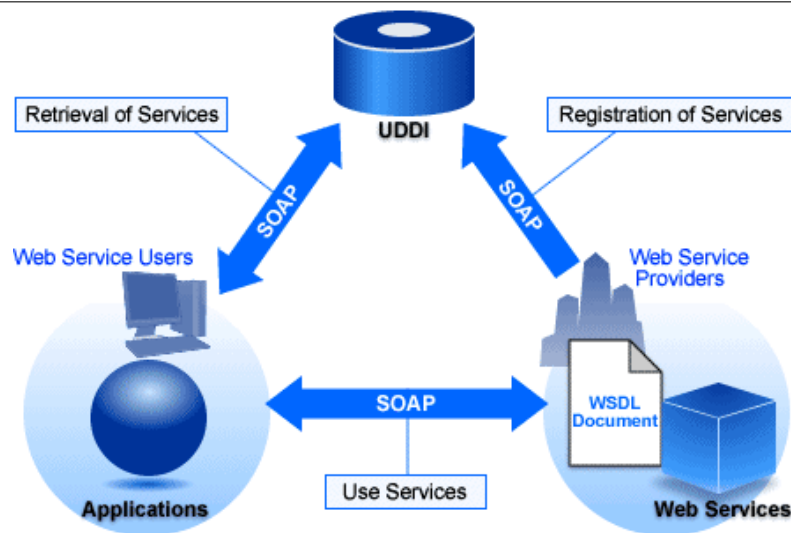 UDDI
Retrieval of Services
Registration of Services
SOAP
SOAP
Web Service Users
Web Service
Providers
SOAP
WSDL
Document
Use Services
Applications
Web Services